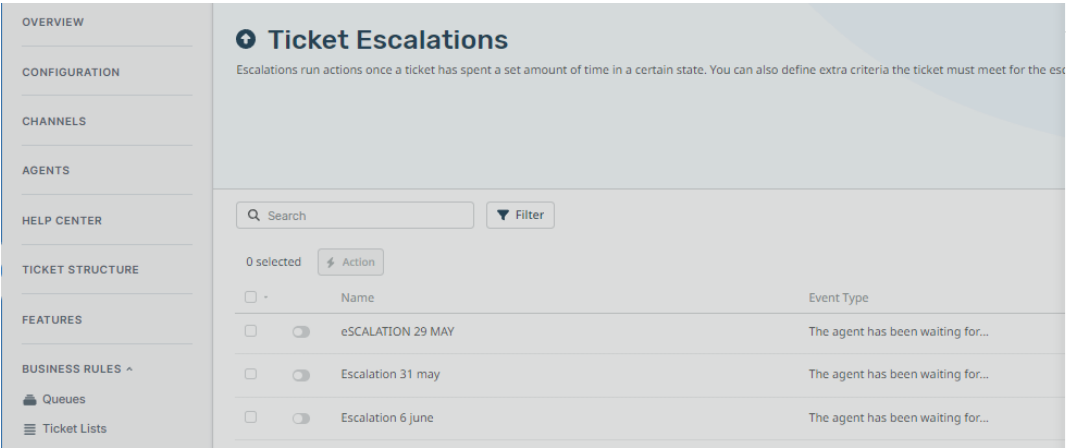 OVERVIEW
CONFIGURATION
CHANNELS
AGENTS
HELP CENTER
TICKET STRUCTURE
FEATURES
BUSINESS RULES
Queues
Ticket Lists
Ticket Escalations
Escalations run actions once a ticket has spent a set amount of time in a certain state. You can also define extra criteria the ticket must meet for the esc
Search
Filter
0 selected
Action
Name Event Type
eSCALATION 29 MAY The agent has been waiting for...
Escalation 31 may The agent has been waiting for...
Escalation 6 june The agent has been waiting for...